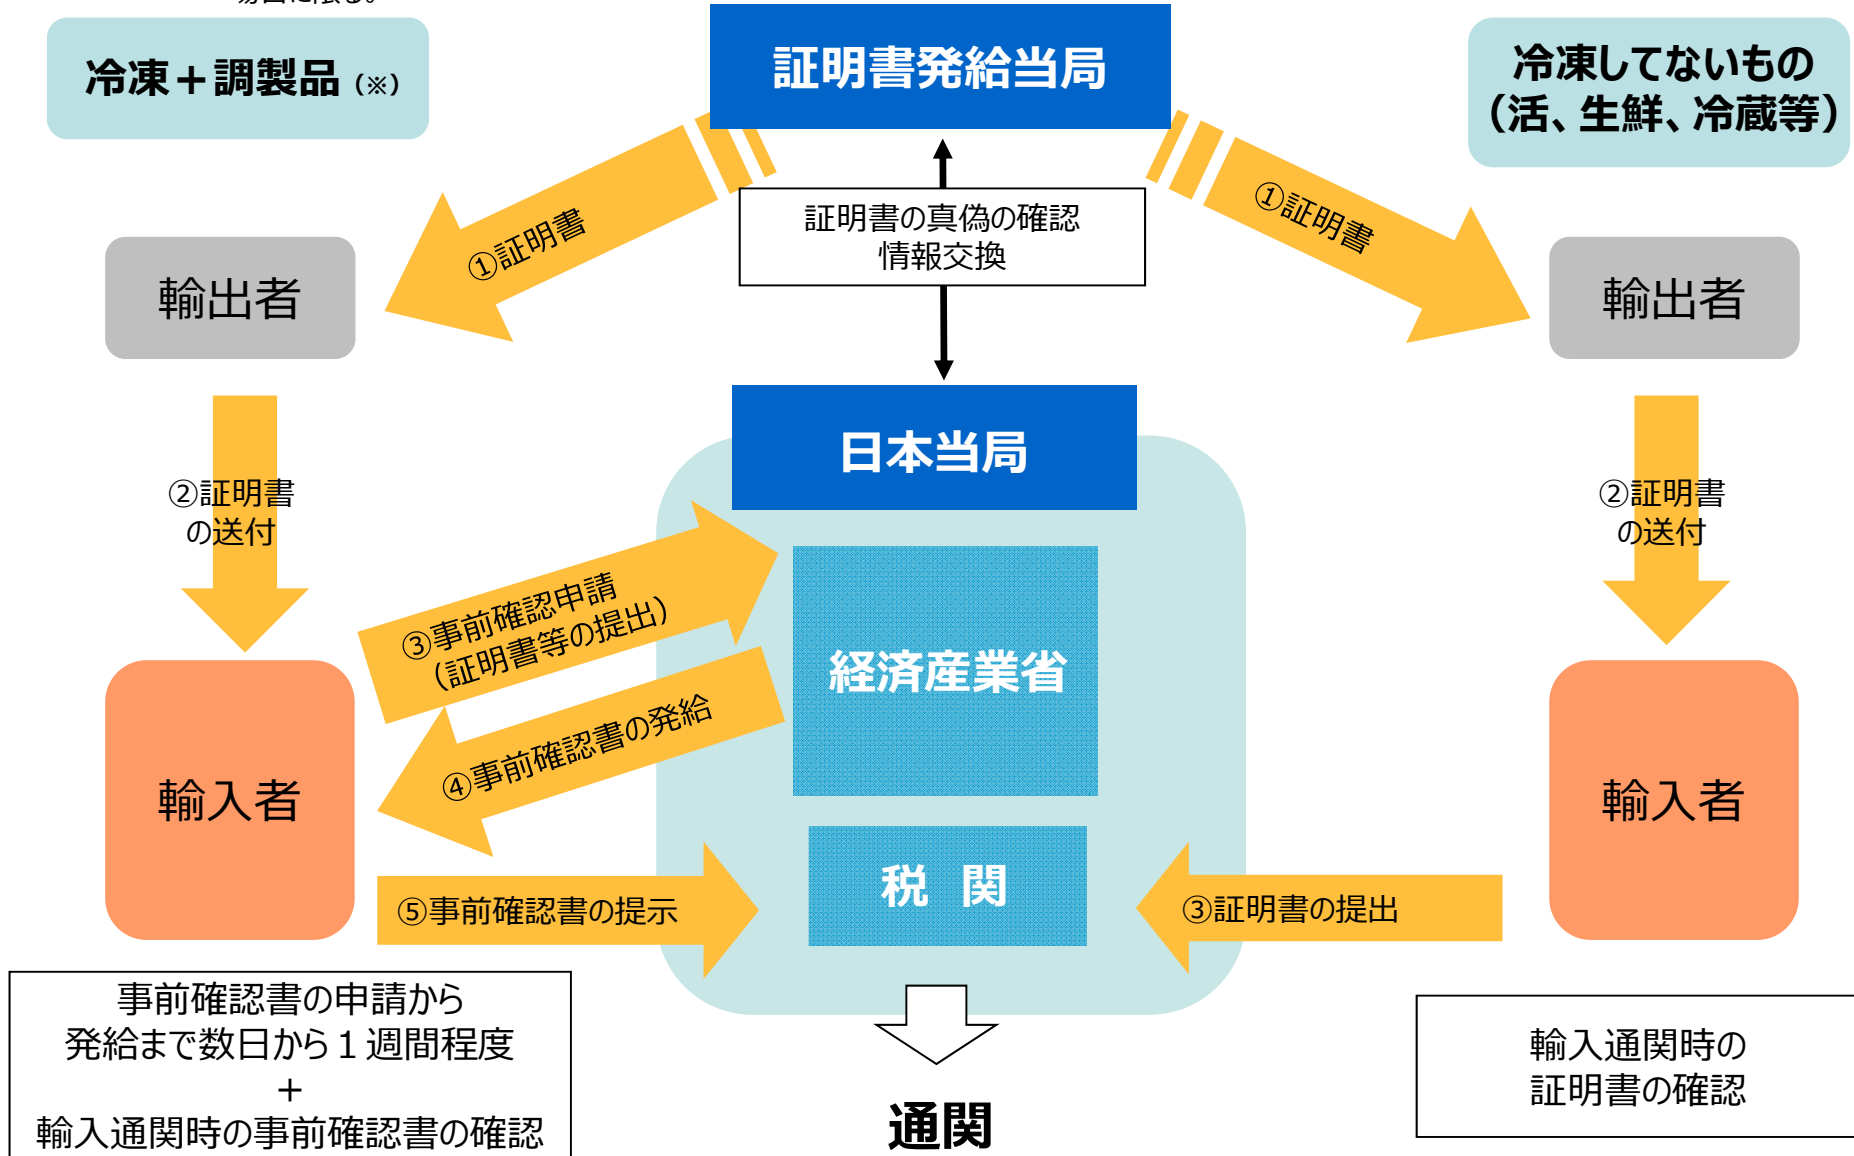 場合に限る。
冷凍＋調製品（※）
証明書発給当局
冷凍してないもの
（活、生鮮、冷蔵等）
①証明書
証明書の真偽の確認
情報交換
①証明書
輸出者
輸出者
日本当局
②証明書
の送付
②証明書
の送付
③事前確認申請
（証明書等の提出）
経済産業省
④事前確認書の発給
輸入者
輸入者
税 関
⑤事前確認書の提示
③証明書の提出
事前確認書の申請から
発給まで数日から１週間程度
＋
輸入通関時の事前確認書の確認
輸入通関時の
証明書の確認
通関